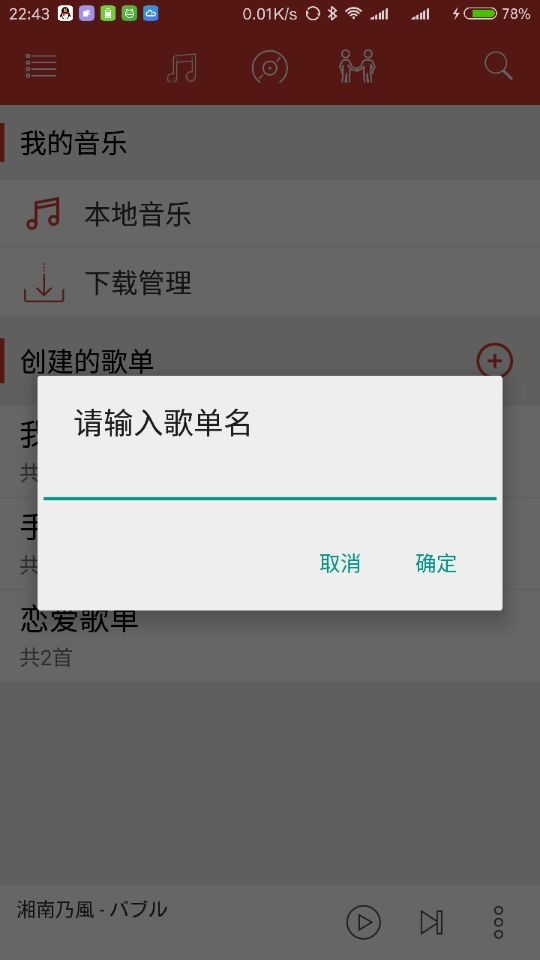 22:43 0.01K/s 78%
我的音乐
本地音乐
下载管理
创建的歌单
请输入歌单名
共
手
共
取消 确定
恋爱歌单
共2首
湘南乃風 - バブル